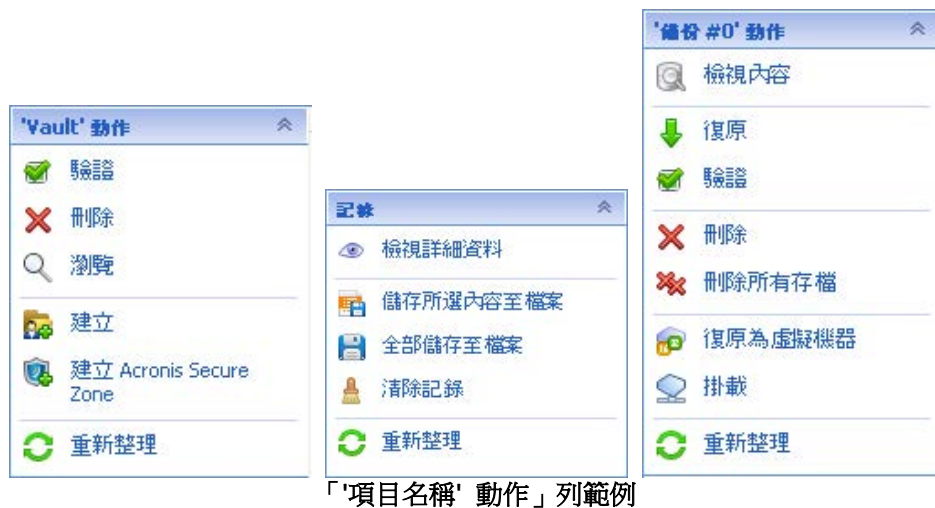 'Vault' 動作
驗證
刪除
瀏覽
建立
建立 Acronis Secure
Zone
重新整理
記錄
檢視詳細資料
儲存所選內容至檔案
全部儲存至檔案
清除記錄
重新整理
'備份 #0' 動作
檢視內容
復原
驗證
刪除
刪除所有存檔
復原為虛擬機器
掛載
重新整理
「'項目名稱' 動作」列範例